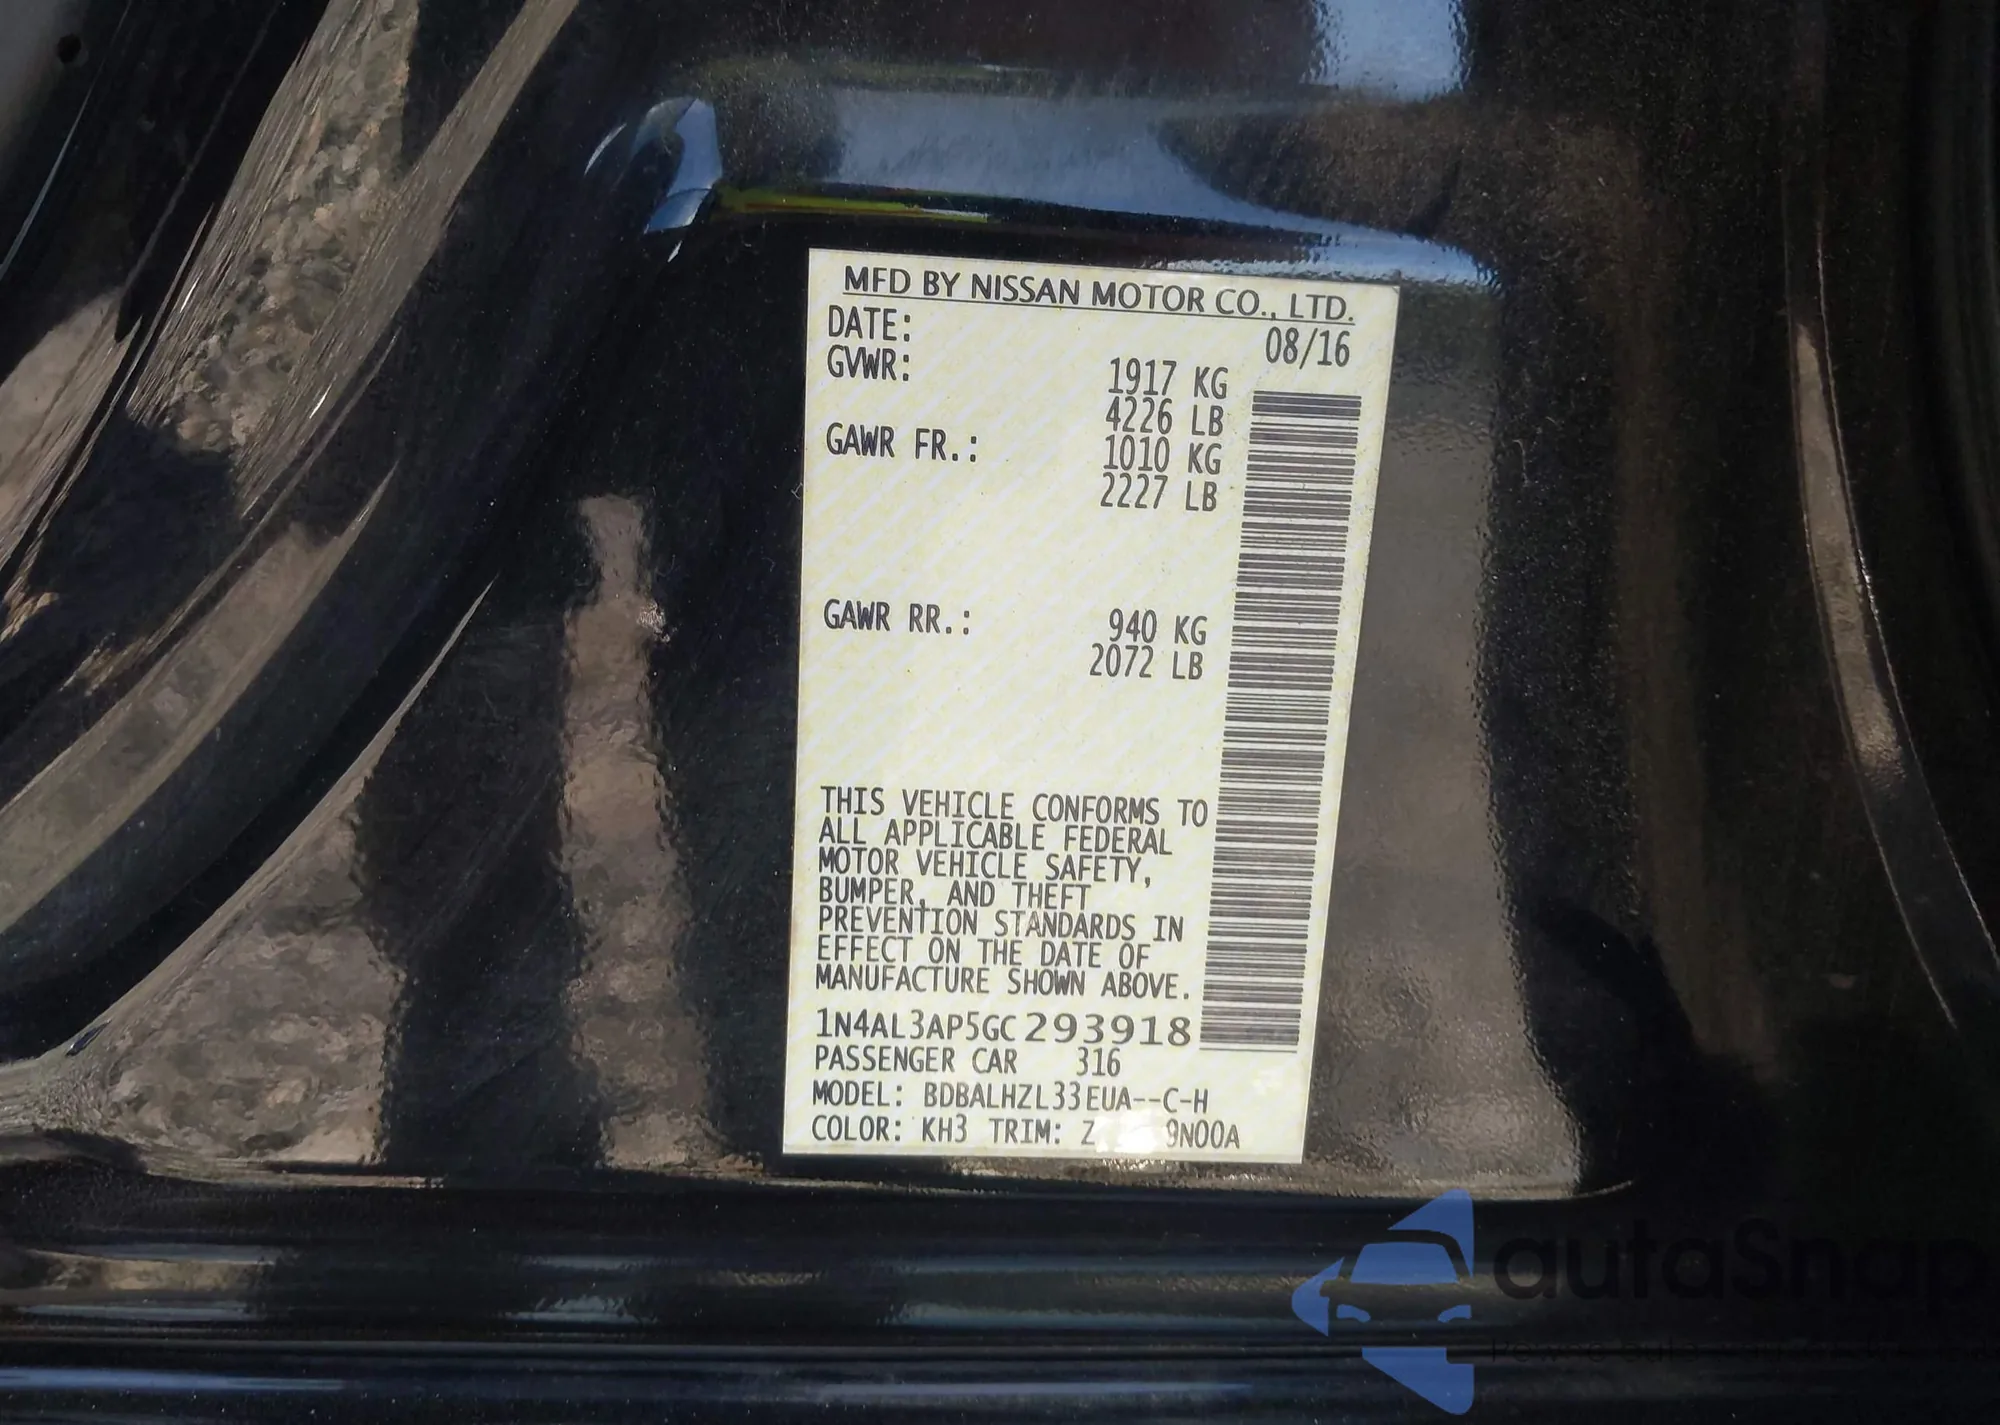 MFD BY NISSAN MOTOR CO., LTD.
DATE: 08/16
GVWR: 1917 KG
4226 LB
GAWR FR.: 1010 KG
2227 LB
GAWR RR.: 940 KG
2072 LB
THIS VEHICLE CONFORMS TO
ALL APPLICABLE FEDERAL
MOTOR VEHICLE SAFETY,
BUMPER, AND THEFT
PREVENTION STANDARDS IN
EFFECT ON THE DATE OF
MANUFACTURE SHOWN ABOVE.
1N4AL3AP5GC293918
PASSENGER CAR 316
MODEL: BDBALHZL33EUA--C-H
COLOR: KH3 TRIM: Z 9N00A
autaSnap